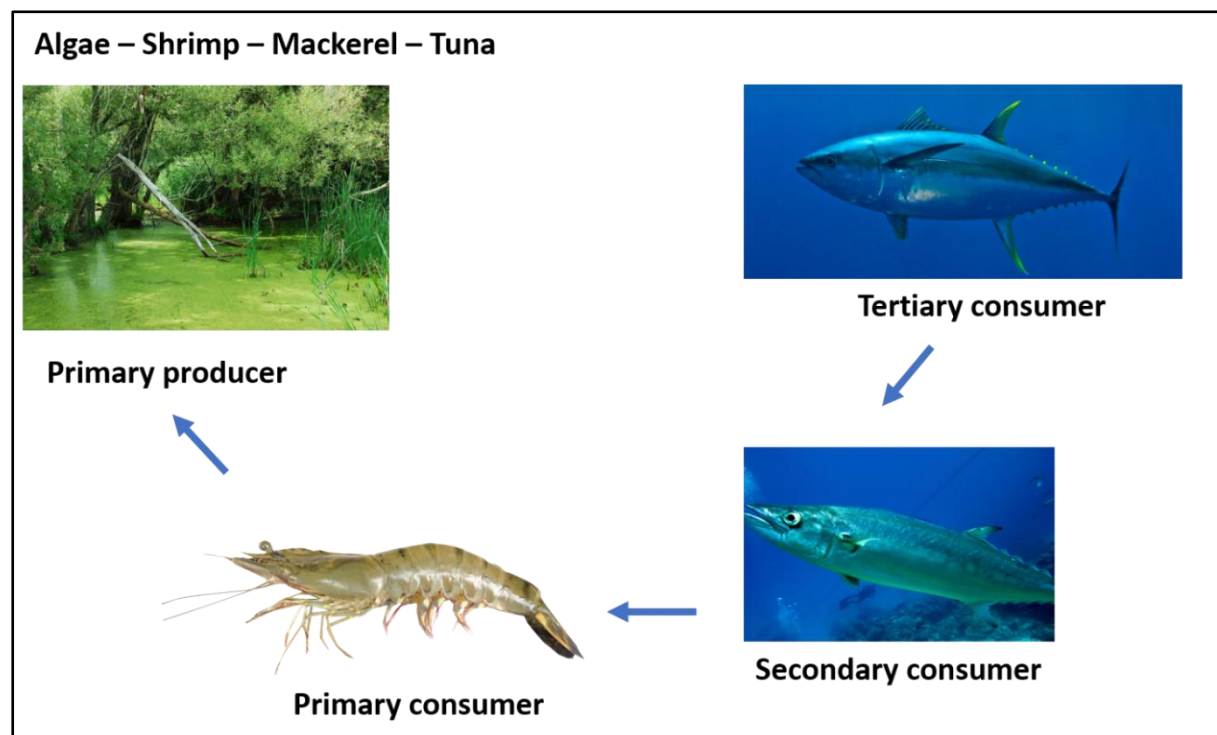 Algae – Shrimp – Mackerel – Tuna
Primary producer
Tertiary consumer
Primary consumer
Secondary consumer